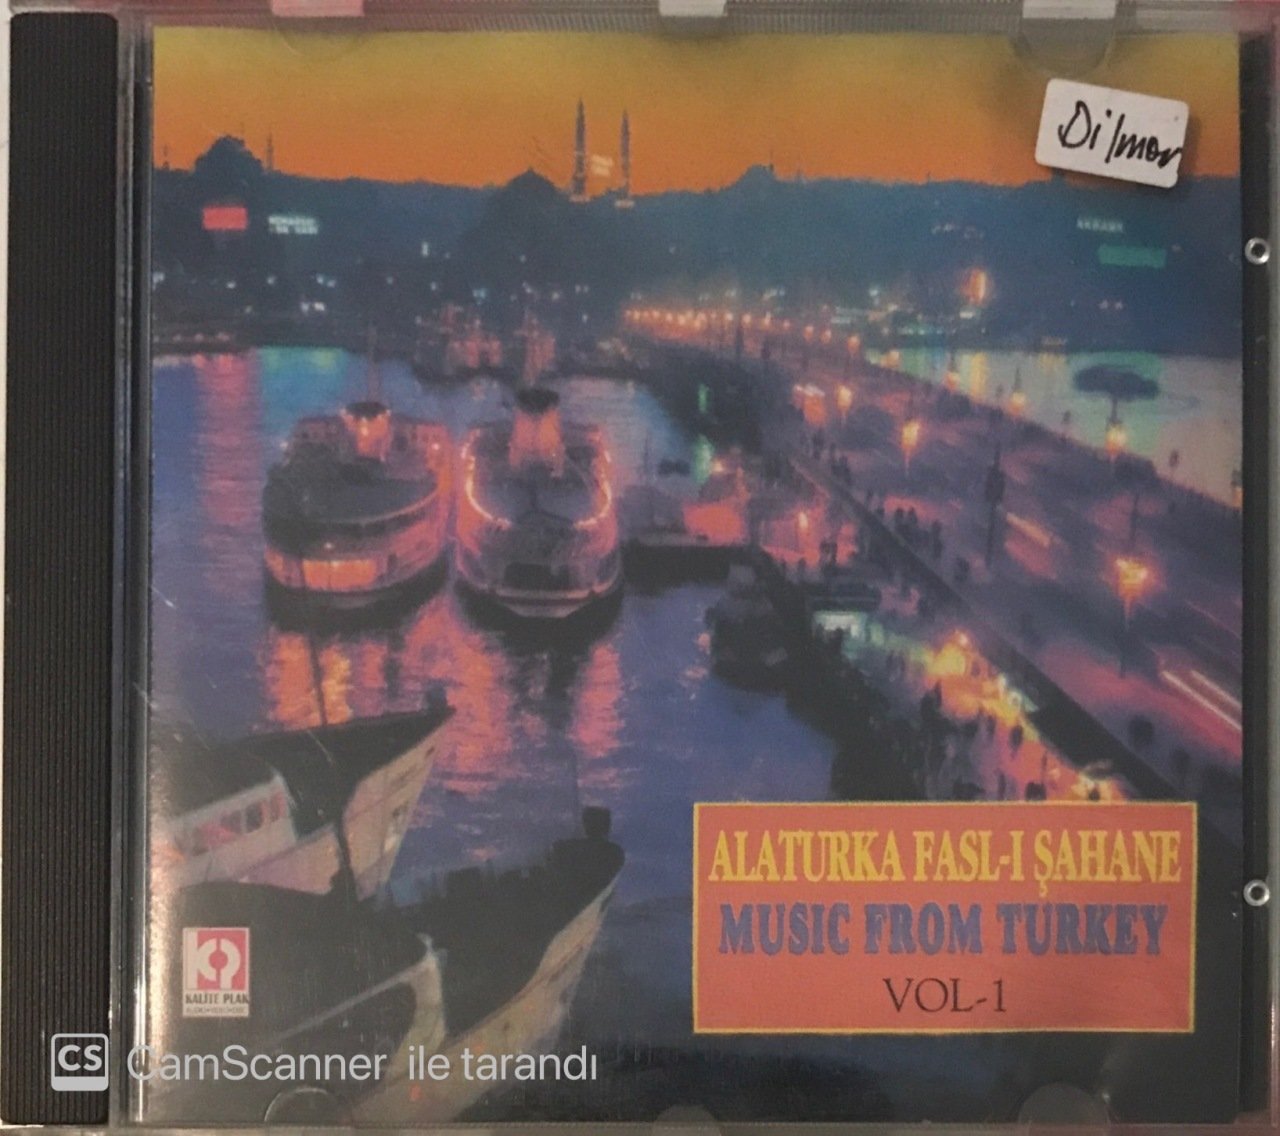 Dilmer
ALATURKA FASL-I ŞAHANE
MUSIC FROM TURKEY
VOL-1
KALİTE PLAK
CS CamScanner ile tarandı